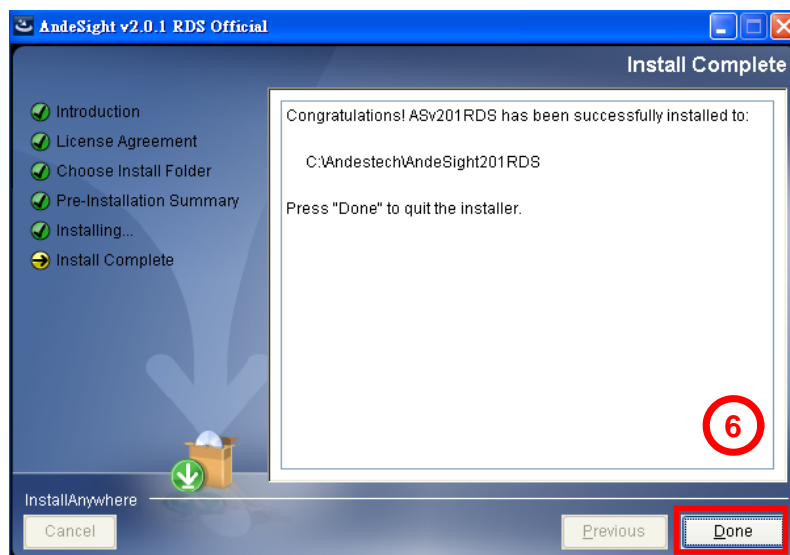 AndeSight v2.0.1 RDS Official
Install Complete
Introduction
License Agreement
Choose Install Folder
Pre-Installation Summary
Installing...
Install Complete
Congratulations! ASv201RDS has been successfully installed to:
C:\Andestech\AndeSight201RDS
Press "Done" to quit the installer.
6
InstallAnywhere
Cancel
Previous
Done